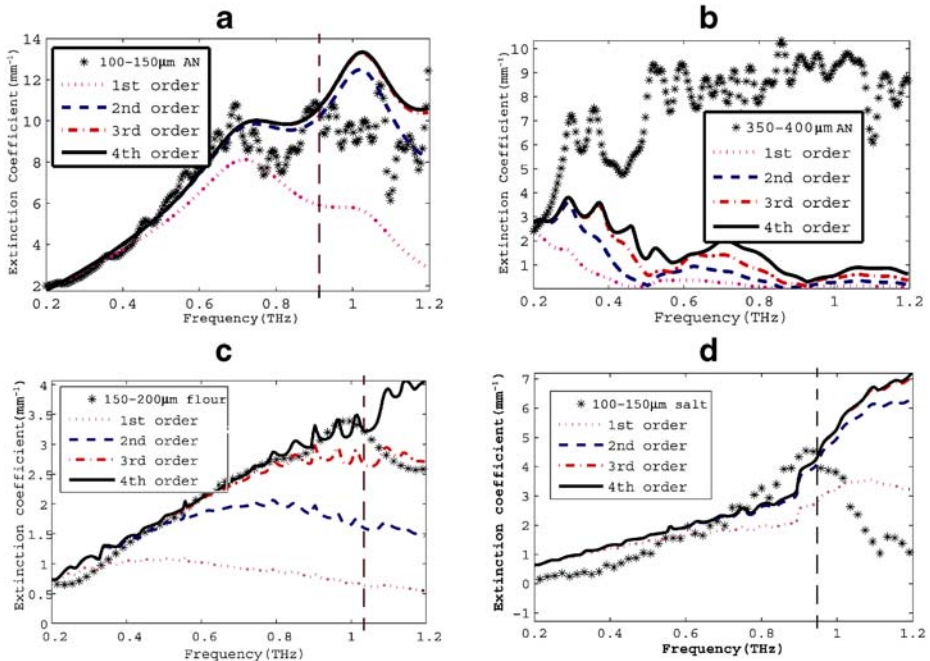 a
Extinction Coefficient(mm⁻¹)
14
12
10
8
6
4
2
100-150μm AN
1st order
2nd order
3rd order
4th order
0.2 0.4 0.6 0.8 1 1.2
Frequency(THz)
b
Extinction Coefficient(mm⁻¹)
10
9
8
7
6
5
4
3
2
1
350-400μm AN
1st order
2nd order
3rd order
4th order
0.2 0.4 0.6 0.8 1 1.2
Frequency(THz)
c
Extinction coefficient(mm⁻¹)
4
3.5
3
2.5
2
1.5
1
0.5
0
150-200μm flour
1st order
2nd order
3rd order
4th order
0.2 0.4 0.6 0.8 1 1.2
Frequency(THz)
d
Extinction coefficient(mm⁻¹)
7
6
5
4
3
2
1
0
-1
100-150μm salt
1st order
2nd order
3rd order
4th order
0.2 0.4 0.6 0.8 1 1.2
Frequency(THz)